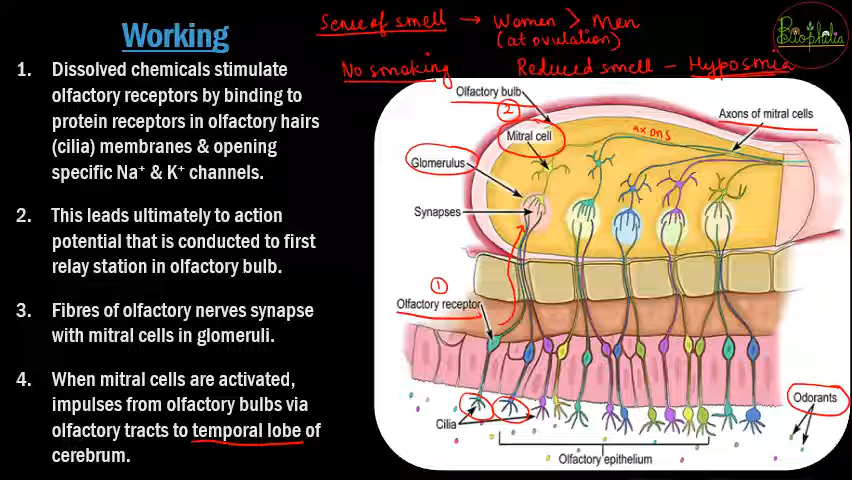 Sense of smell → Women > Men
(at ovulation)
No smoking
Reduced smell – Hyposmia
Biophilia
Working
1. Dissolved chemicals stimulate
olfactory receptors by binding to
protein receptors in olfactory hairs
(cilia) membranes & opening
specific Na⁺ & K⁺ channels.
2. This leads ultimately to action
potential that is conducted to first
relay station in olfactory bulb.
3. Fibres of olfactory nerves synapse
with mitral cells in glomeruli.
4. When mitral cells are activated,
impulses from olfactory bulbs via
olfactory tracts to temporal lobe of
cerebrum.
Olfactory bulb
2
Mitral cell
Axons of mitral cells
axons
Glomerulus
Synapses
1
Olfactory receptor
Cilia
Odorants
Olfactory epithelium